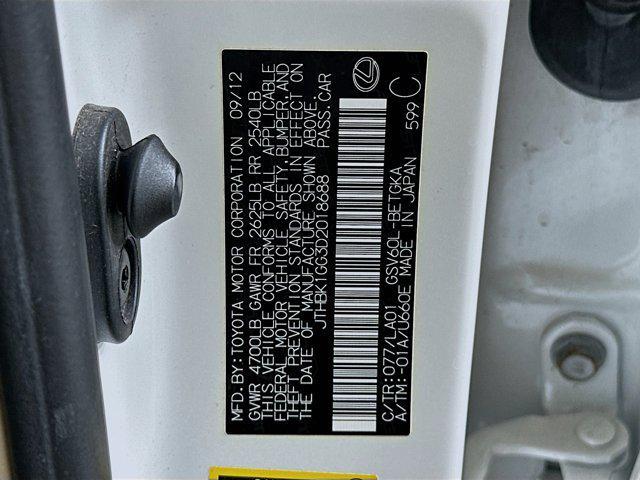 MFD. BY: TOYOTA MOTOR CORPORATION 09/12
GVWR 4700LB GAWR FR 2625LB RR 2540LB
THIS VEHICLE CONFORMS TO ALL APPLICABLE
FEDERAL MOTOR VEHICLE SAFETY, BUMPER, AND
THEFT PREVENTION STANDARDS IN EFFECT ON
THE DATE OF MANUFACTURE SHOWN ABOVE.
JTHBK1GG3D2018688 PASS.CAR
C/TR:077/LA01 GSV60L-BETGKA
A/TM:-01A/U660E MADE IN JAPAN 599 C